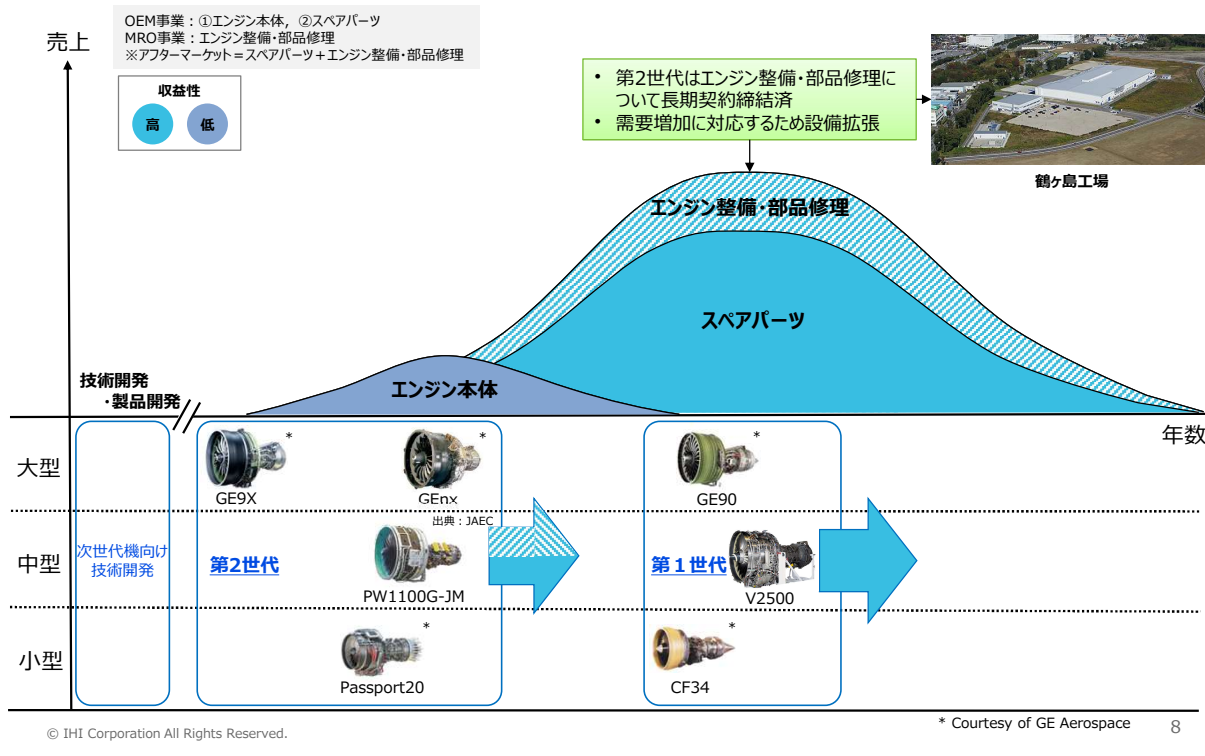 OEM事業：①エンジン本体，②スペアパーツ
MRO事業：エンジン整備・部品修理
※アフターマーケット＝スペアパーツ＋エンジン整備・部品修理
売上
収益性
高
低
• 第2世代はエンジン整備・部品修理に
ついて長期契約締結済
• 需要増加に対応するため設備拡張
鶴ヶ島工場
エンジン整備・部品修理
スペアパーツ
エンジン本体
技術開発
・製品開発
年数
大型
*
GE9X
*
GEnx
*
GE90
中型
次世代機向け
技術開発
第2世代
出典：JAEC
PW1100G-JM
第１世代
V2500
小型
*
Passport20
*
CF34
© IHI Corporation All Rights Reserved.
* Courtesy of GE Aerospace
8